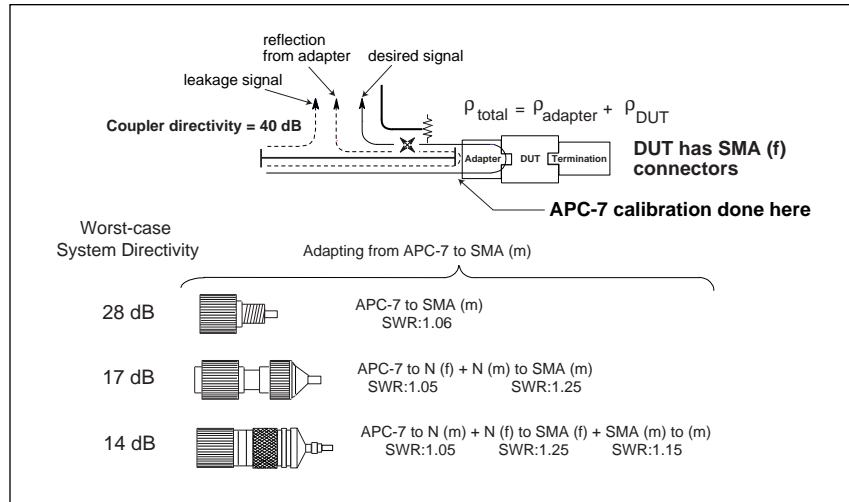 reflection
from adapter
desired signal
leakage signal
ρtotal = ρadapter + ρDUT
Coupler directivity = 40 dB
Adapter
DUT
Termination
DUT has SMA (f)
connectors
APC-7 calibration done here
Worst-case
System Directivity
Adapting from APC-7 to SMA (m)
28 dB
APC-7 to SMA (m)
SWR:1.06
17 dB
APC-7 to N (f) + N (m) to SMA (m)
SWR:1.05 SWR:1.25
14 dB
APC-7 to N (m) + N (f) to SMA (f) + SMA (m) to (m)
SWR:1.05 SWR:1.25 SWR:1.15